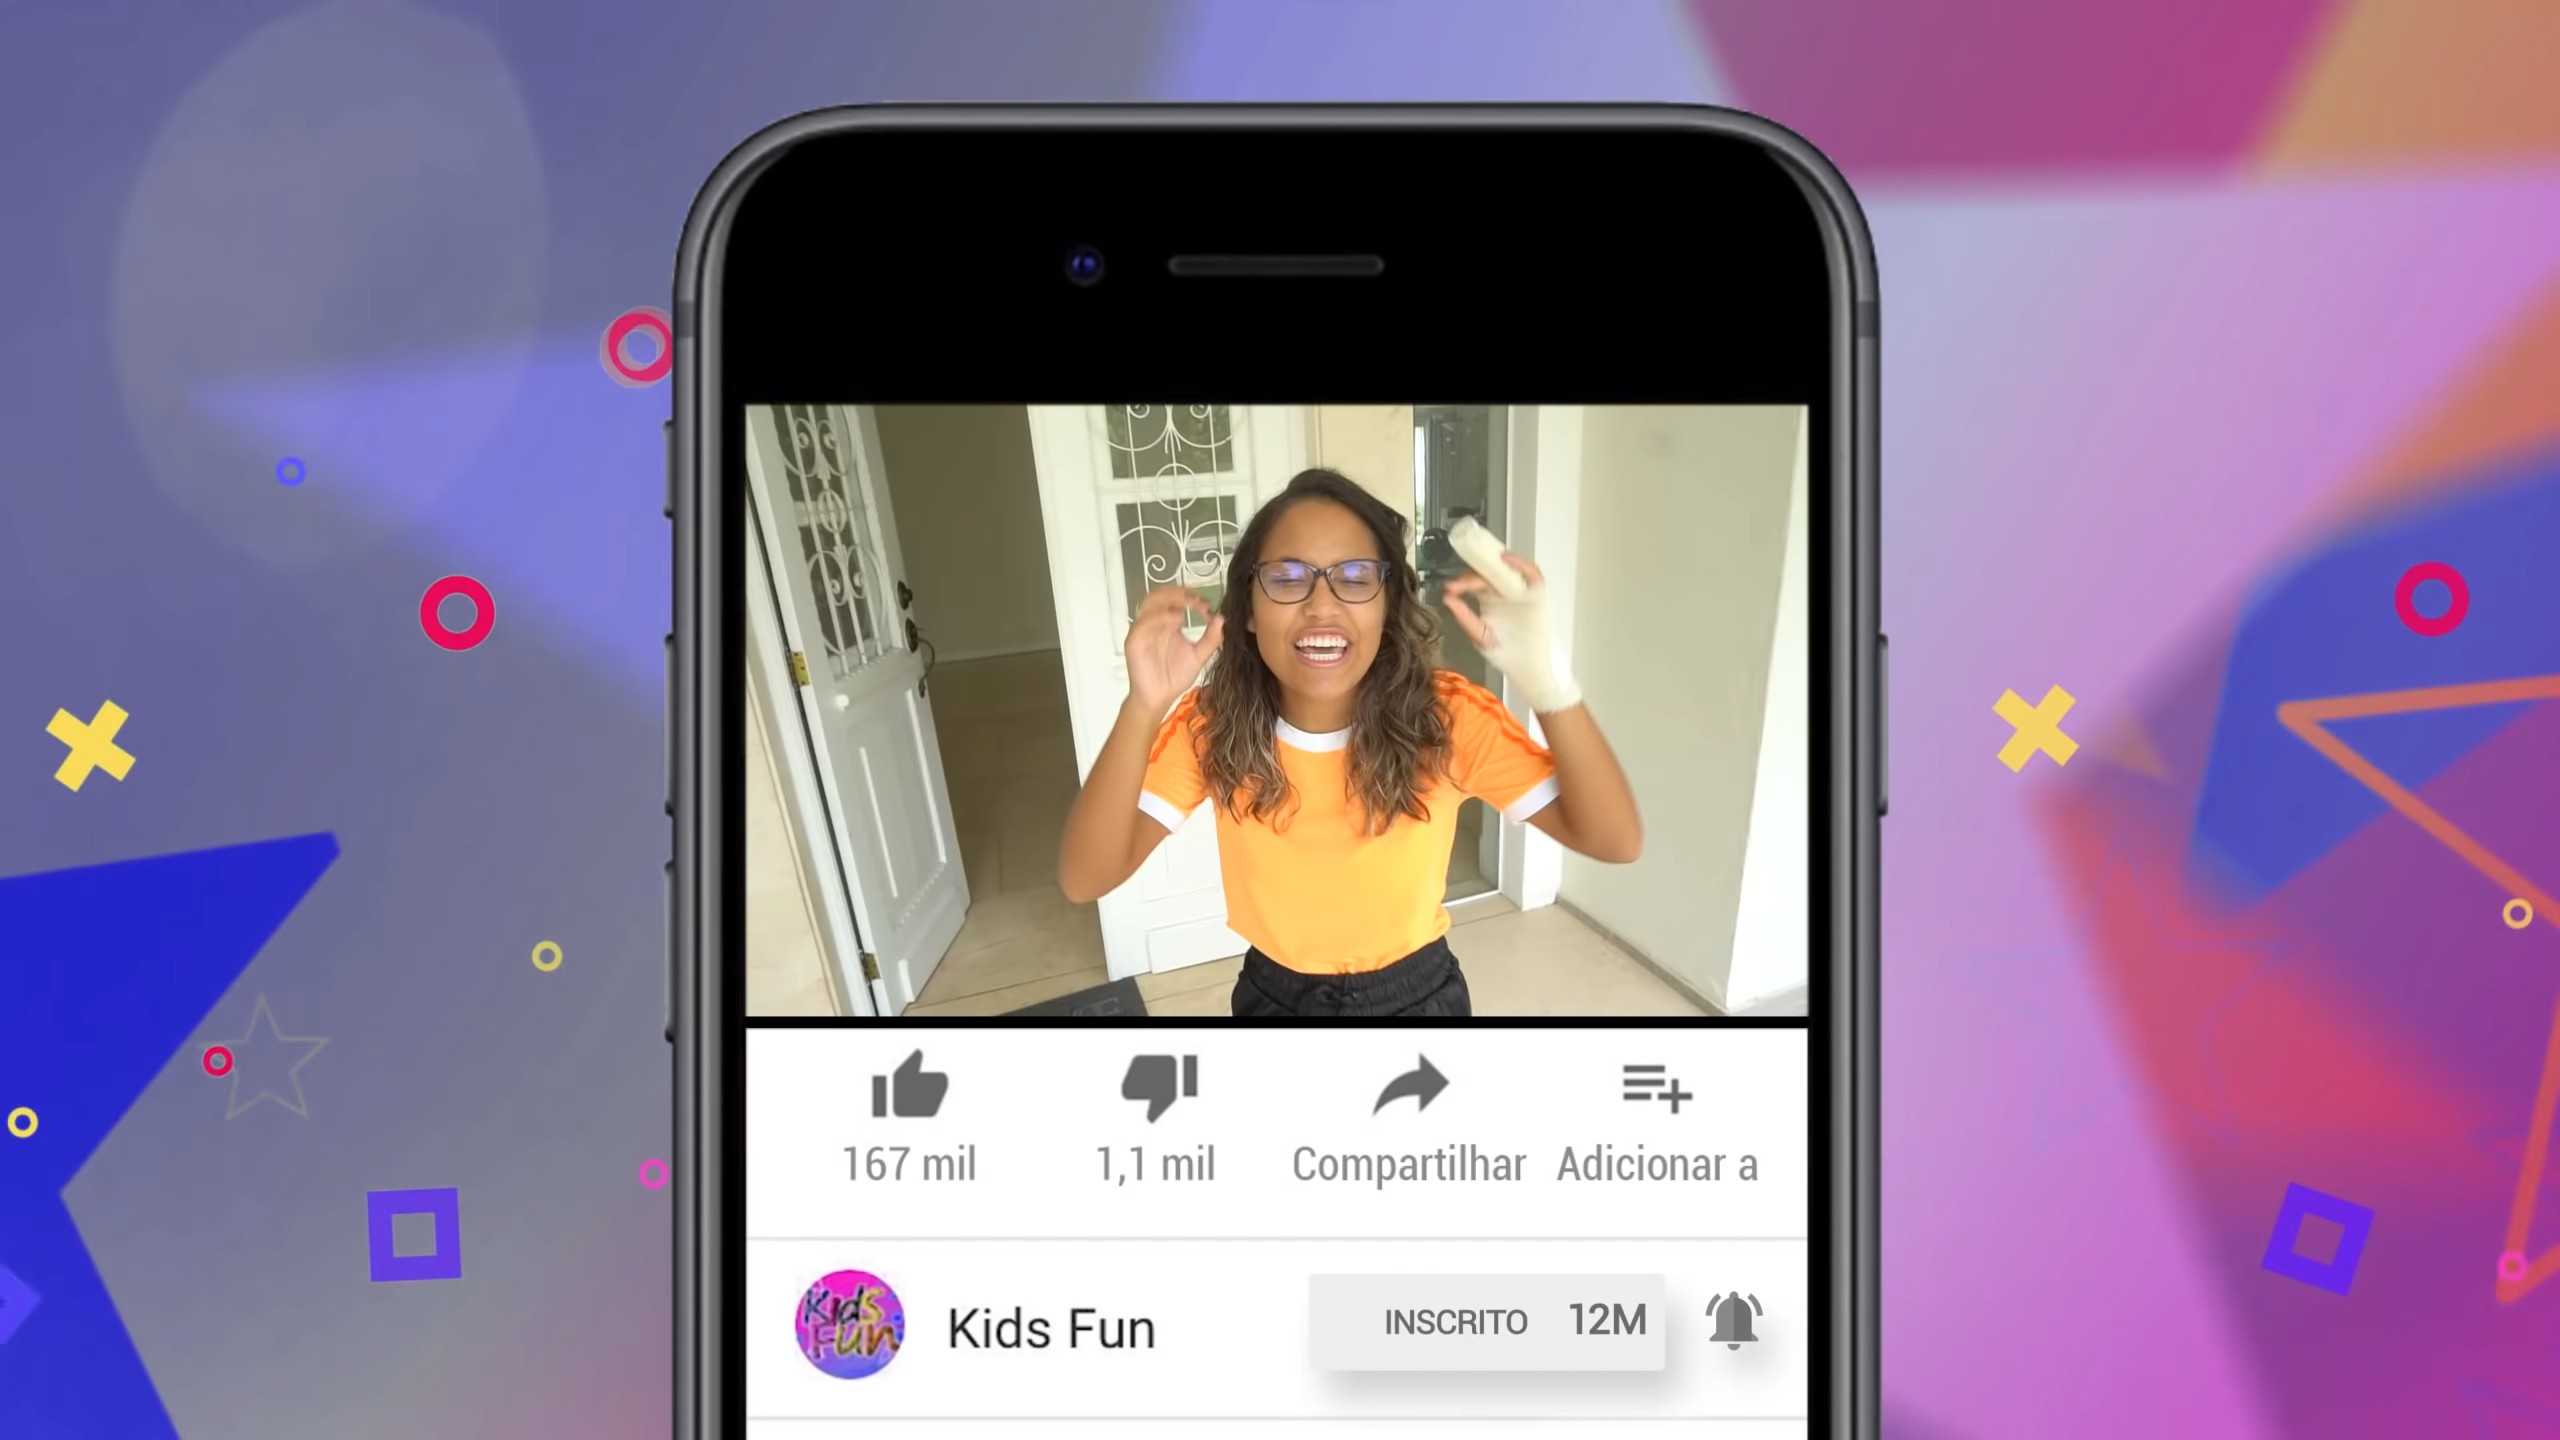 167 mil
1,1 mil
Compartilhar
Adicionar a
Kids
Fun
Kids Fun
INSCRITO 12M